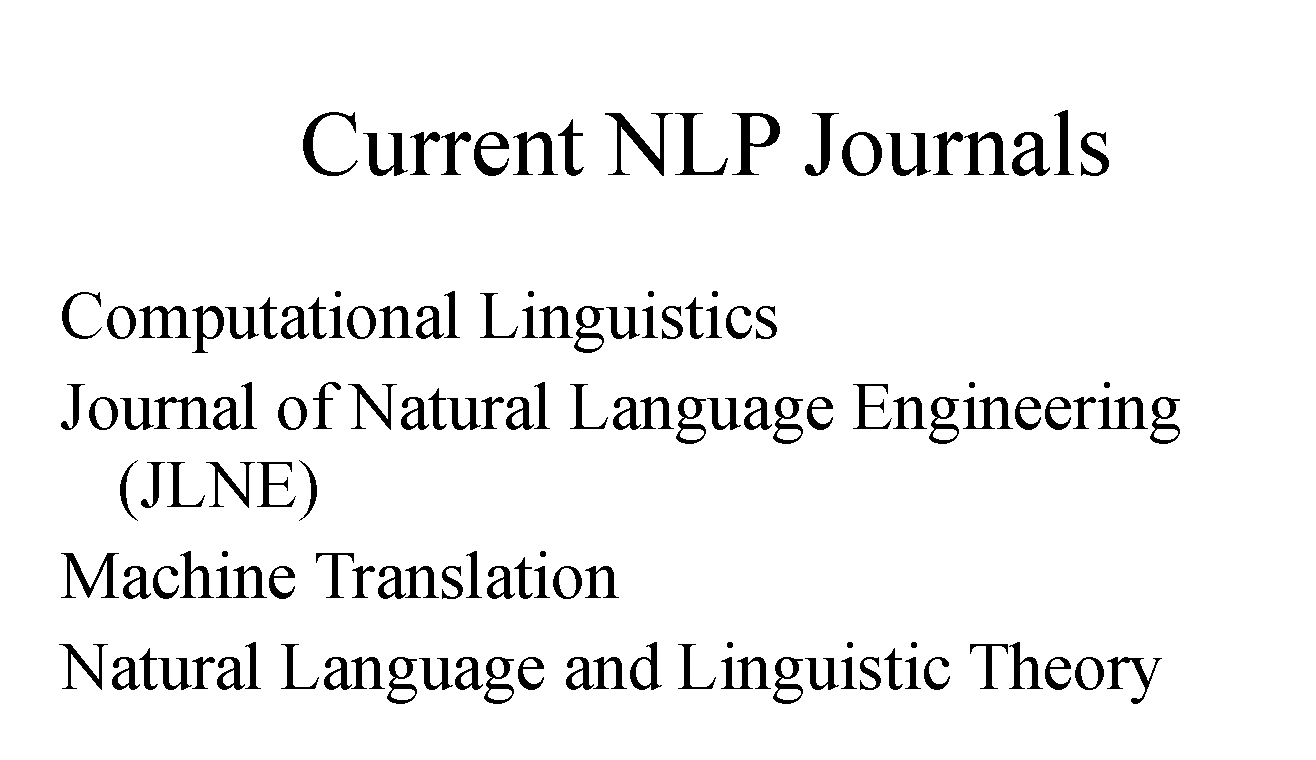 Current NLP Journals
Computational Linguistics
Journal of Natural Language Engineering
(JLNE)
Machine Translation
Natural Language and Linguistic Theory